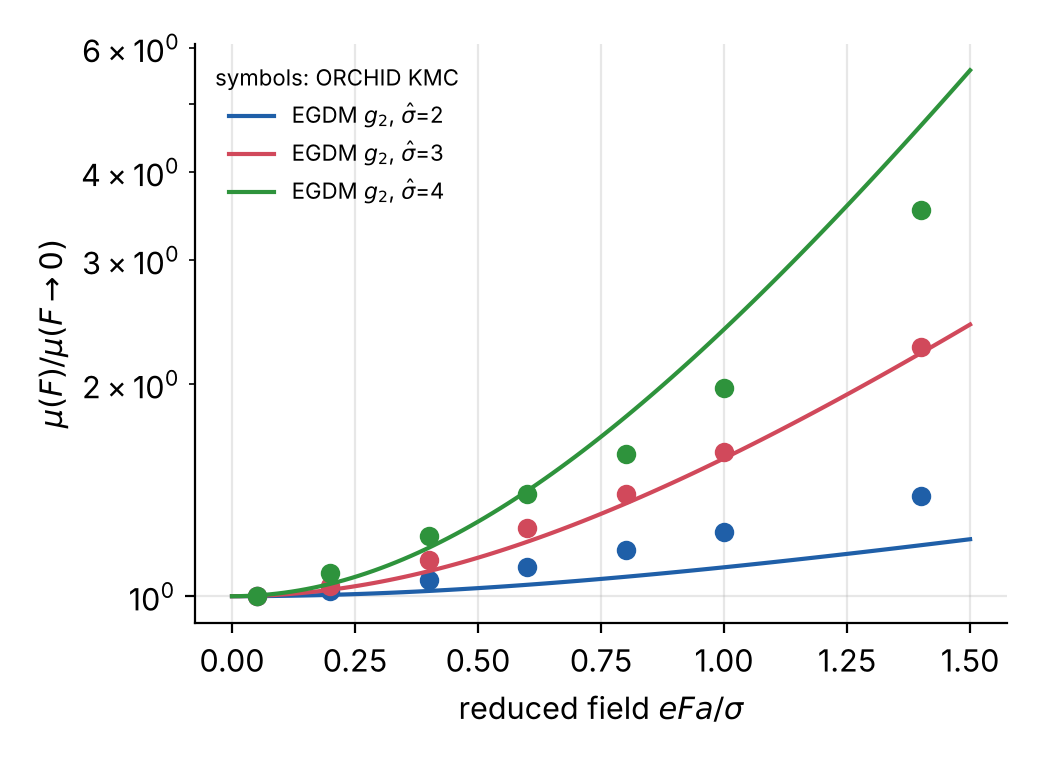 6 × 10⁰
4 × 10⁰
3 × 10⁰
2 × 10⁰
10⁰
μ(F)/μ(F → 0)
symbols: ORCHID KMC
EGDM g₂, σ̂=2
EGDM g₂, σ̂=3
EGDM g₂, σ̂=4
0.00 0.25 0.50 0.75 1.00 1.25 1.50
reduced field eFa/σ